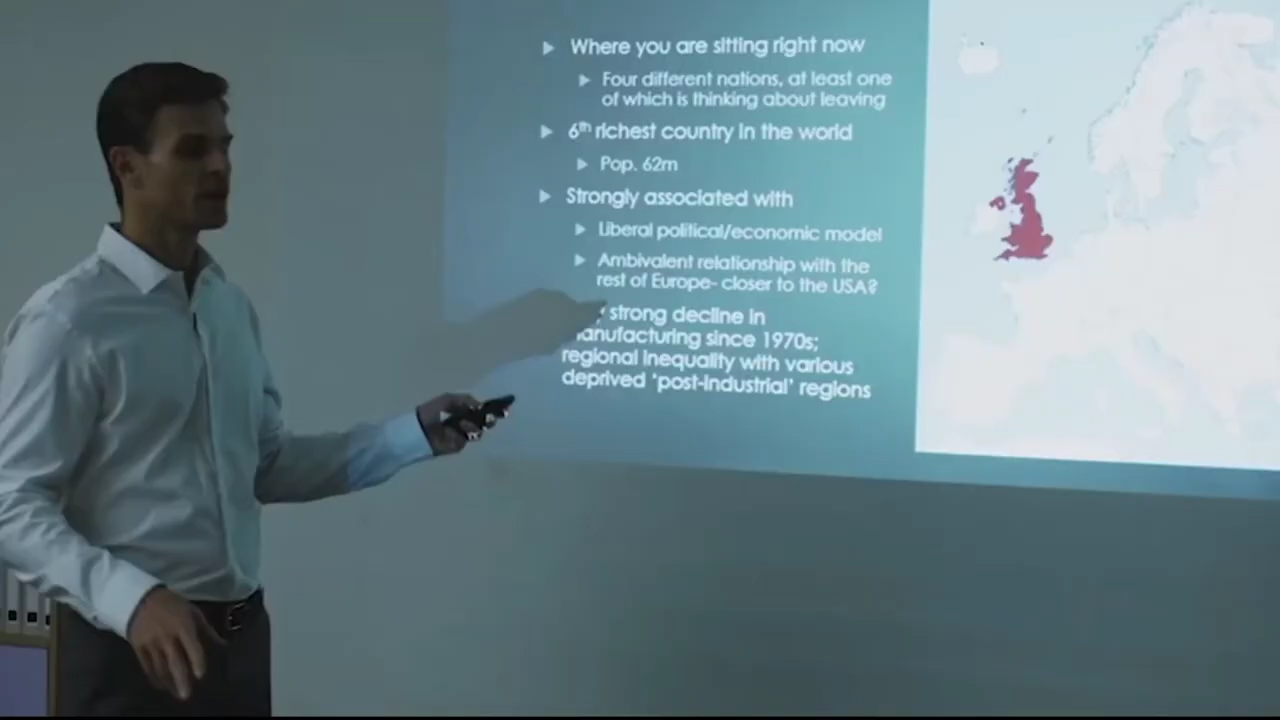 Where you are sitting right now
Four different nations, at least one
of which is thinking about leaving
6th richest country in the world
Pop. 62m
Strongly associated with
Liberal political/economic model
Ambivalent relationship with the
rest of Europe- closer to the USA?
strong decline in
anufacturing since 1970s;
regional inequality with various
deprived ‘post-industrial’ regions